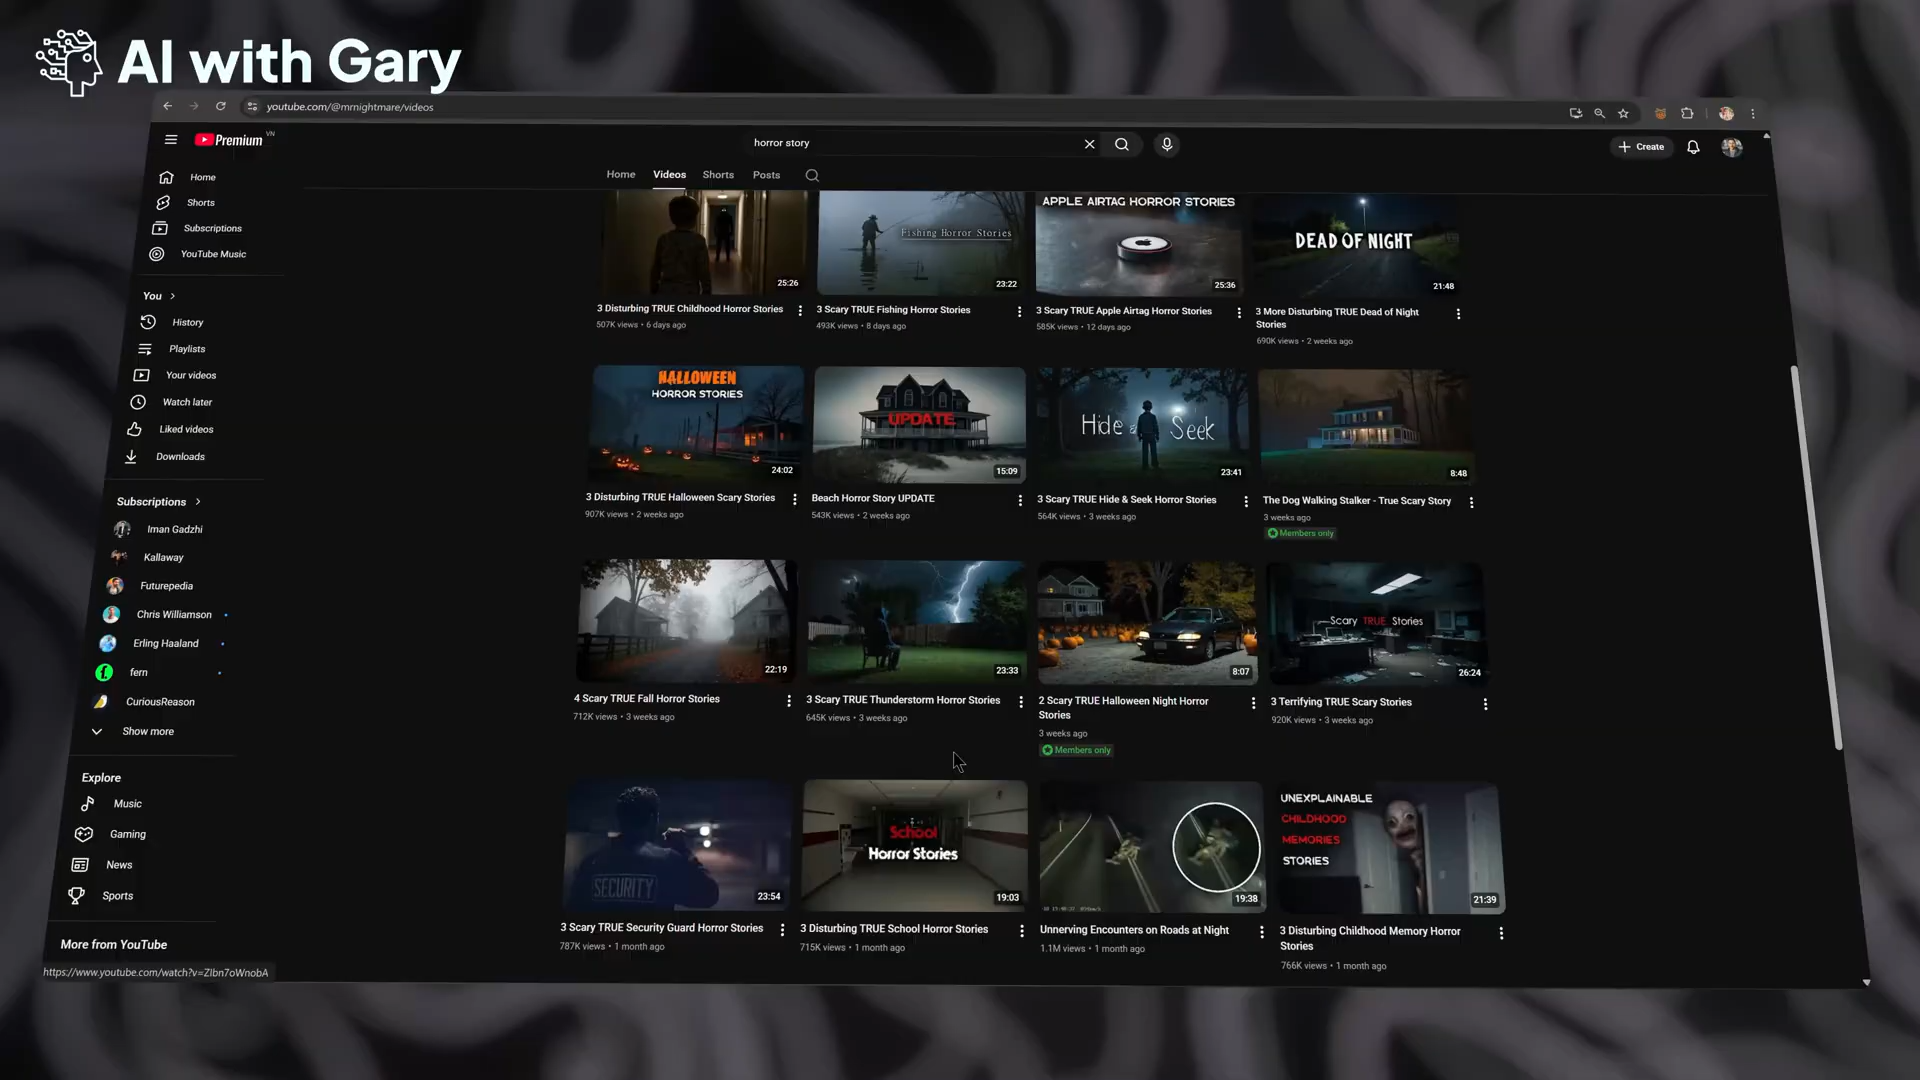 AI with Gary
youtube.com/@mrnightmare/videos
Premium VN
horror story
Create
Home
Videos
Shorts
Posts
Home
Shorts
Subscriptions
YouTube Music
You
History
Playlists
Your videos
Watch later
Liked videos
Downloads
Subscriptions
Iman Gadzhi
Kallaway
Futurepedia
Chris Williamson
Erling Haaland
fern
CuriousReason
Show more
Explore
Music
Gaming
News
Sports
More from YouTube
https://www.youtube.com/watch?v=ZIbn7oWnobA
25:26
3 Disturbing TRUE Childhood Horror Stories
507K views • 6 days ago
Fishing Horror Stories
23:22
3 Scary TRUE Fishing Horror Stories
493K views • 8 days ago
APPLE AIRTAG HORROR STORIES
25:36
3 Scary TRUE Apple Airtag Horror Stories
585K views • 12 days ago
DEAD OF NIGHT
21:48
3 More Disturbing TRUE Dead of Night
Stories
690K views • 2 weeks ago
HALLOWEEN
HORROR STORIES
24:02
3 Disturbing TRUE Halloween Scary Stories
907K views • 2 weeks ago
UPDATE
15:09
Beach Horror Story UPDATE
543K views • 2 weeks ago
Hide & Seek
23:41
3 Scary TRUE Hide & Seek Horror Stories
564K views • 3 weeks ago
8:48
The Dog Walking Stalker - True Scary Story
3 weeks ago
Members only
22:19
4 Scary TRUE Fall Horror Stories
712K views • 3 weeks ago
23:33
3 Scary TRUE Thunderstorm Horror Stories
645K views • 3 weeks ago
8:07
2 Scary TRUE Halloween Night Horror
Stories
3 weeks ago
Members only
Scary TRUE Stories
26:24
3 Terrifying TRUE Scary Stories
920K views • 3 weeks ago
SECURITY
23:54
3 Scary TRUE Security Guard Horror Stories
787K views • 1 month ago
School
Horror Stories
19:03
3 Disturbing TRUE School Horror Stories
715K views • 1 month ago
19:38
Unnerving Encounters on Roads at Night
1.1M views • 1 month ago
UNEXPLAINABLE
CHILDHOOD
MEMORIES
STORIES
21:39
3 Disturbing Childhood Memory Horror
Stories
766K views • 1 month ago